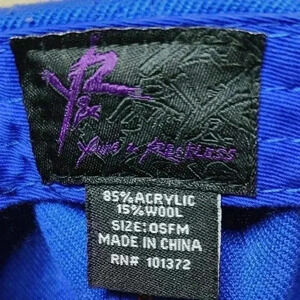 Young & Reckless
85% ACRYLIC
15% WOOL
SIZE: OSFM
MADE IN CHINA
RN# 101372